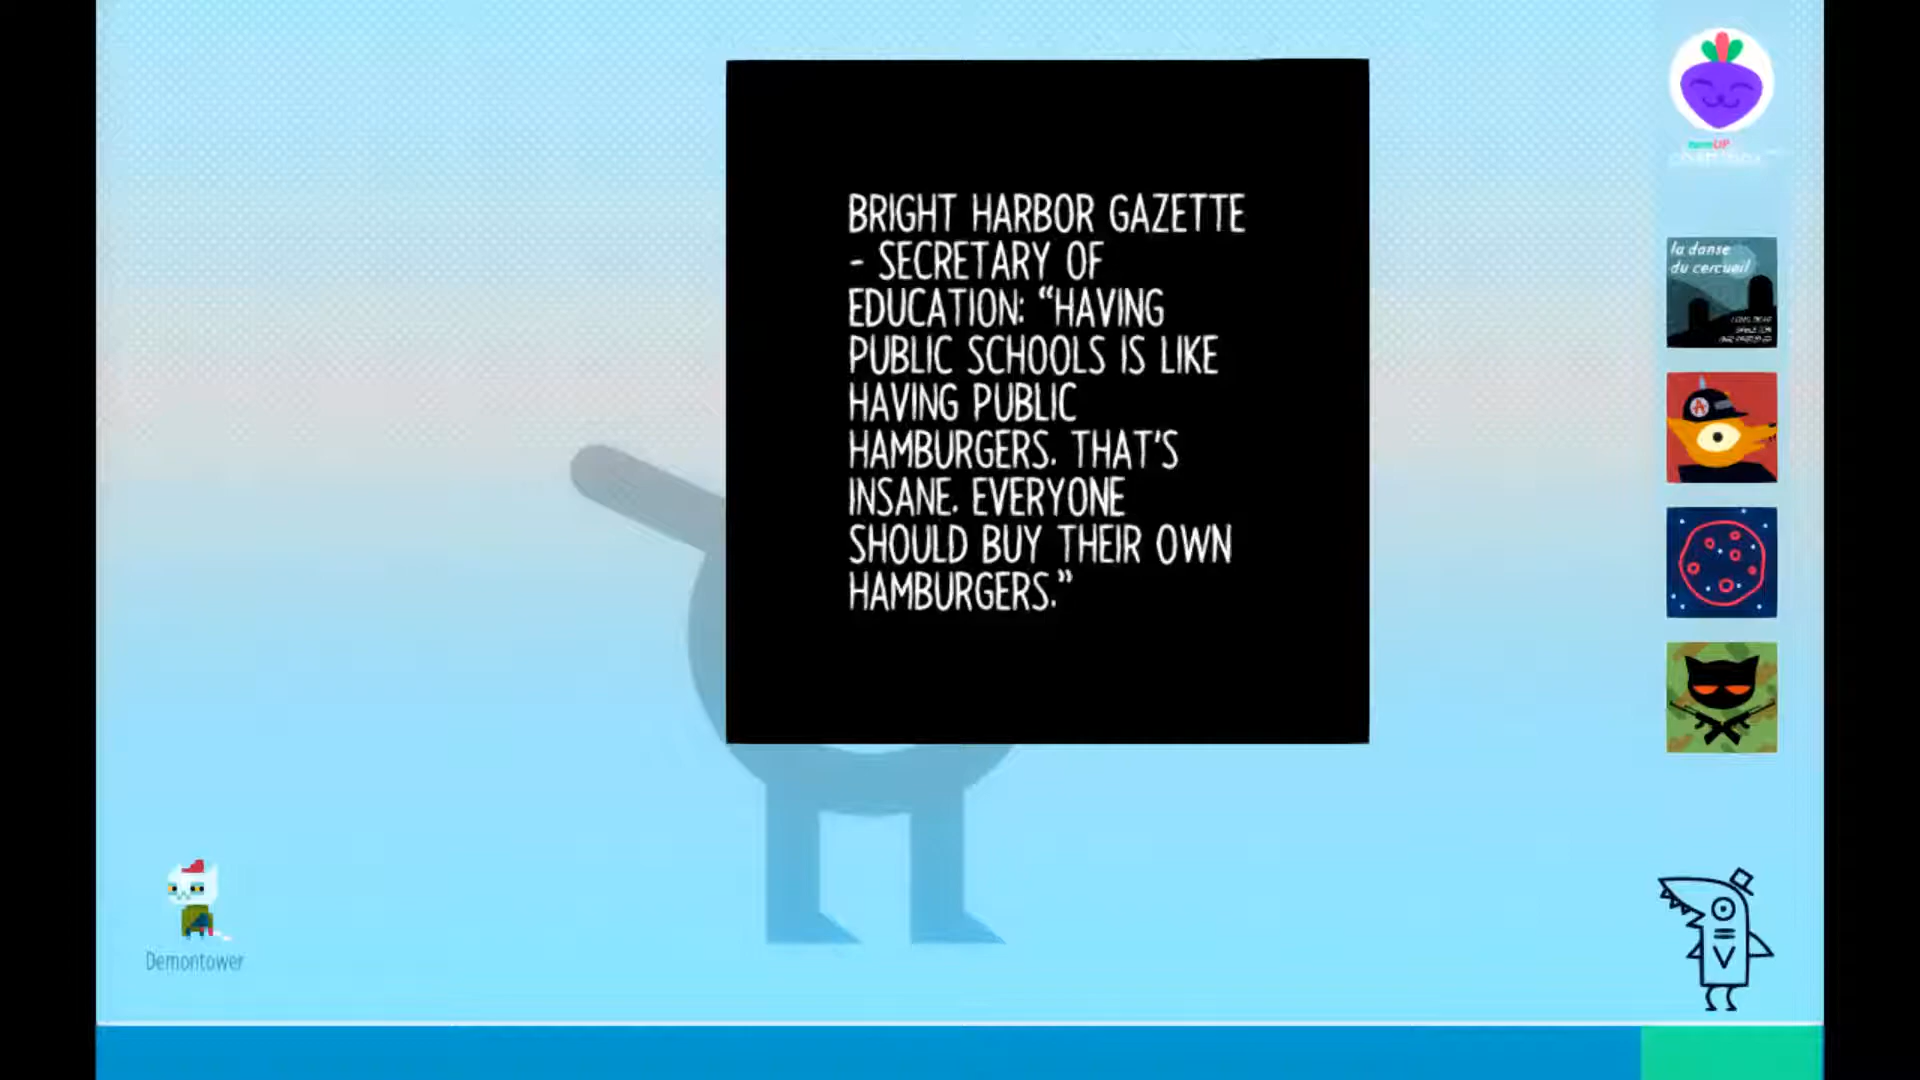 BRIGHT HARBOR GAZETTE
- SECRETARY OF
EDUCATION: “HAVING
PUBLIC SCHOOLS IS LIKE
HAVING PUBLIC
HAMBURGERS. THAT'S
INSANE. EVERYONE
SHOULD BUY THEIR OWN
HAMBURGERS.”
la danse
du cercueil
A
Demontower